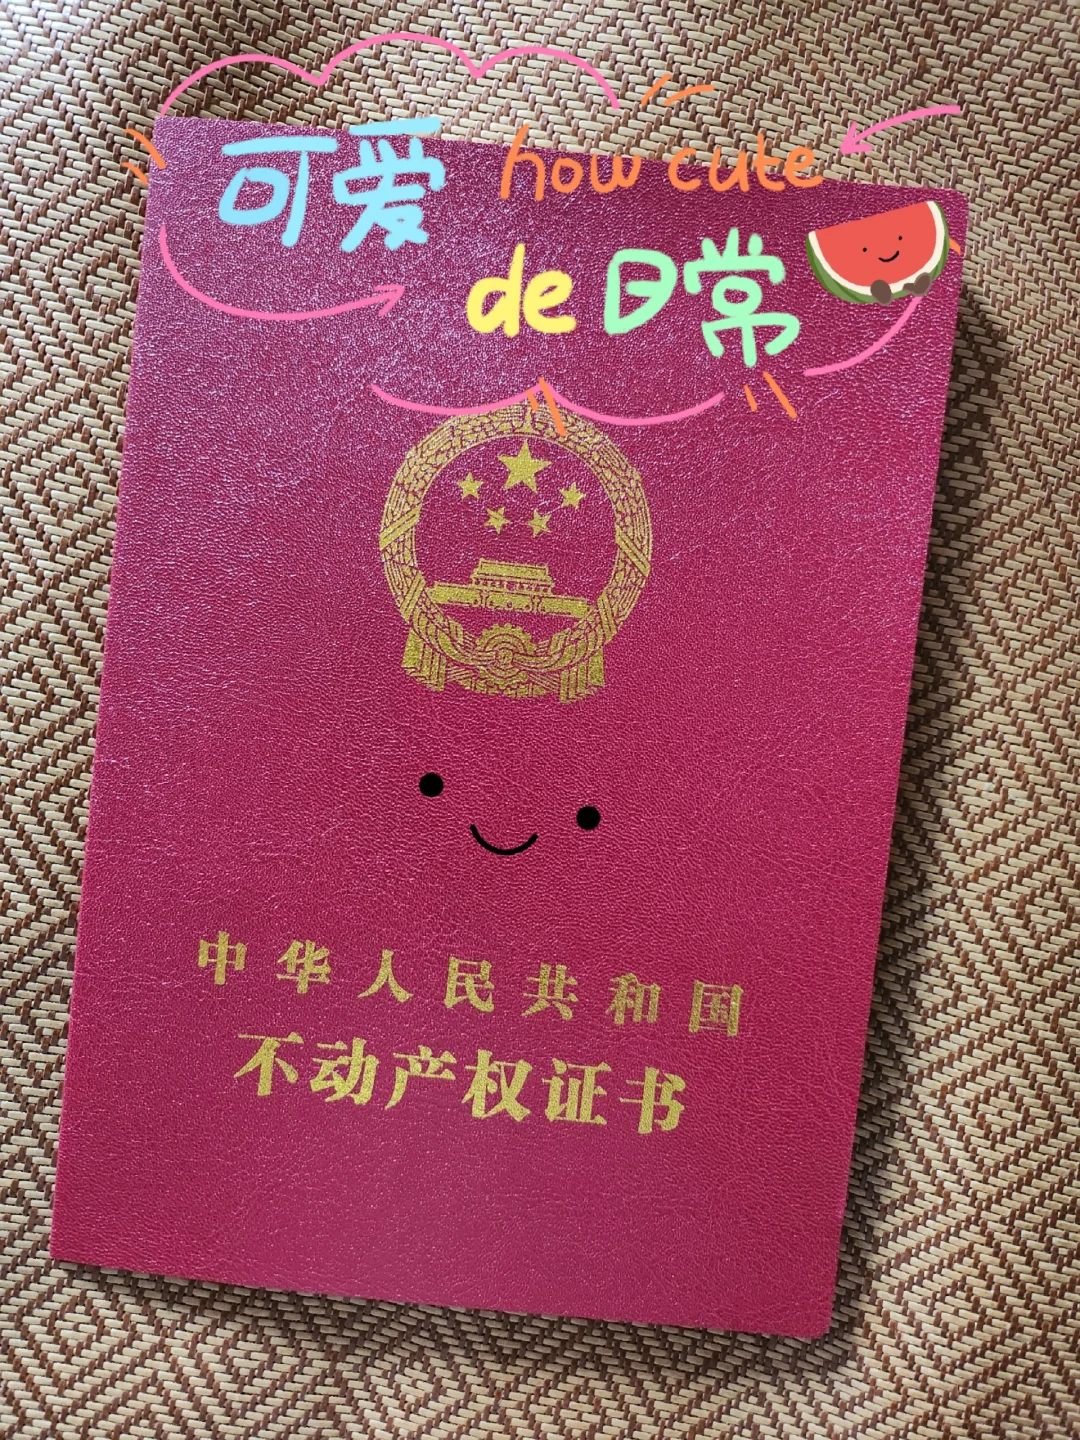 可爱 how cute
de日常
中华人民共和国
不动产权证书